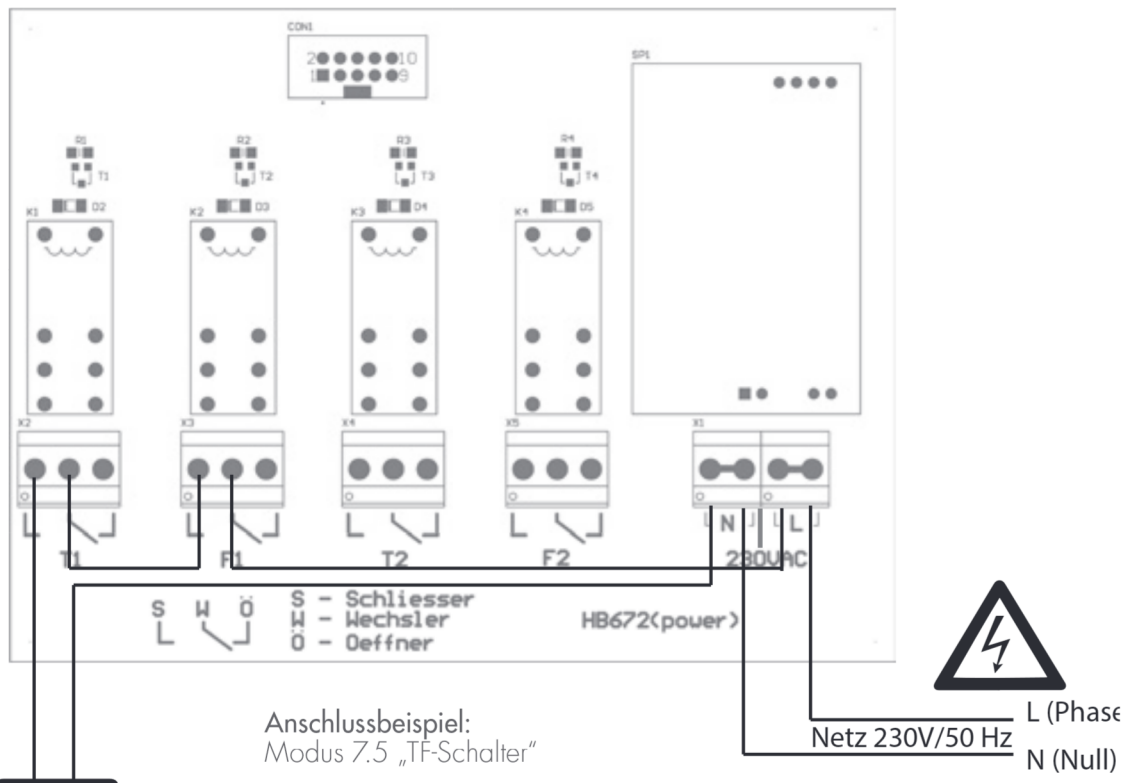 CON1
2 10
1 9
SP1
R1 R2 R3 R4
T1 T2 T3 T4
D2 D3 D4 D5
K1 K2 K3 K4
X2 X3 X4 X5 X1
N L
T1 F1 T2 F2 230VAC
S W Ö
S - Schliesser
W - Wechsler
Ö - Oeffner
HB672(power)
Anschlussbeispiel:
Modus 7.5 „TF-Schalter“
L (Phase
Netz 230V/50 Hz
N (Null)